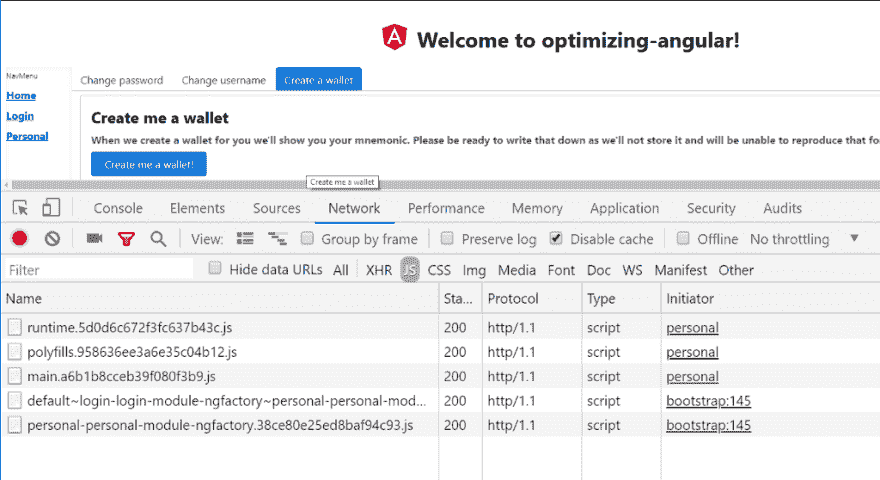 Welcome to optimizing-angular!
NavMenu
Change password Change username Create a wallet
Home
Login
Personal
Create me a wallet
When we create a wallet for you we'll show you your mnemonic. Please be ready to write that down as we'll not store it and will be unable to reproduce that fo
Create me a wallet!
Create me a wallet
Console Elements Sources Network Performance Memory Application Security Audits
View: Group by frame Preserve log Disable cache Offline No throttling
Filter Hide data URLs All XHR JS CSS Img Media Font Doc WS Manifest Other
Name Sta... Protocol Type Initiator
runtime.5d0d6c672f3fc637b43c.js 200 http/1.1 script personal
polyfills.958636ee3a6e35c04b12.js 200 http/1.1 script personal
main.a6b1b8cceb39f080f3b9.js 200 http/1.1 script personal
default~login-login-module-ngfactory~personal-personal-mod... 200 http/1.1 script bootstrap:145
personal-personal-module-ngfactory.38ce80e25ed8baf94c93.js 200 http/1.1 script bootstrap:145